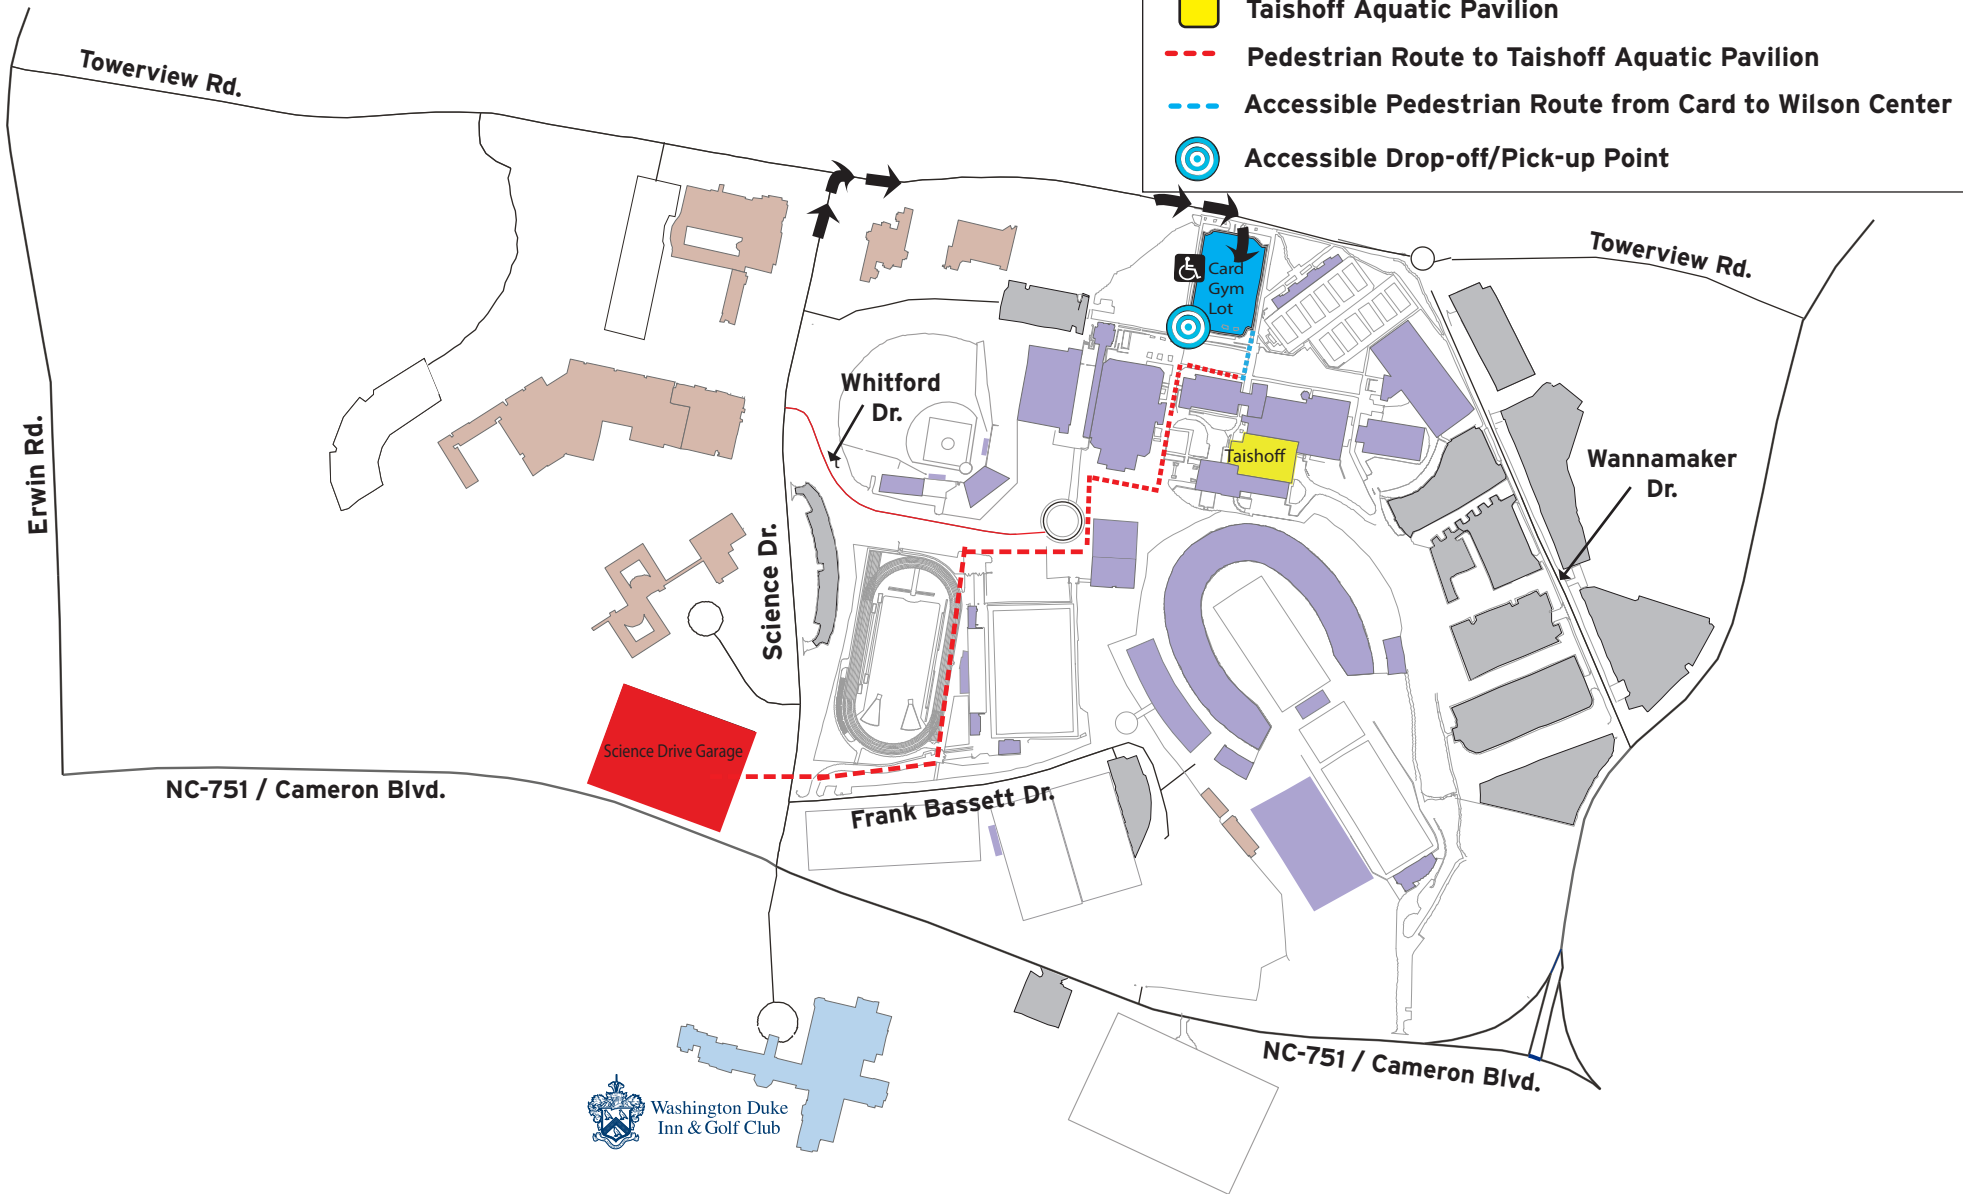 Taishoff Aquatic Pavilion
Pedestrian Route to Taishoff Aquatic Pavilion
Accessible Pedestrian Route from Card to Wilson Center
Accessible Drop-off/Pick-up Point
Towerview Rd.
Towerview Rd.
Card
Gym
Lot
Whitford
Dr.
Erwin Rd.
Taishoff
Wannamaker
Dr.
Science Dr.
Science Drive Garage
NC-751 / Cameron Blvd.
Frank Bassett Dr.
NC-751 / Cameron Blvd.
Washington Duke
Inn & Golf Club